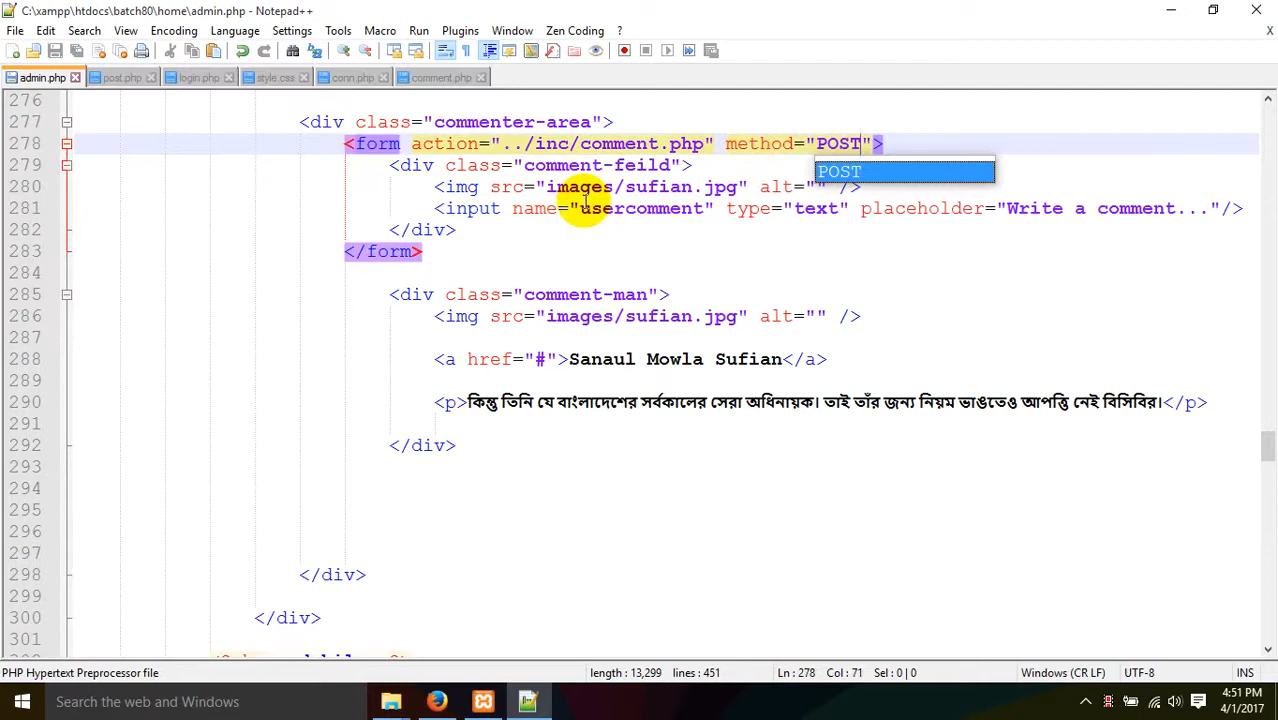 C:\xampp\htdocs\batch80\home\admin.php - Notepad++
File Edit Search View Encoding Language Settings Tools Macro Run Plugins Window Zen Coding ?
X
admin.php post.php login.php style.css conn.php comment.php
276
277 <div class="commenter-area">
278 <form action="../inc/comment.php" method="POST">
279 <div class="comment-feild">
POST
280 <img src="images/sufian.jpg" alt="" />
281 <input name="usercomment" type="text" placeholder="Write a comment..."/>
282 </div>
283 </form>
284
285 <div class="comment-man">
286 <img src="images/sufian.jpg" alt="" />
287
288 <a href="#">Sanaul Mowla Sufian</a>
289
290 <p>কিন্তু তিনি যে বাংলাদেশের সর্বকালের সেরা অধিনায়ক। তাই তাঁর জন্য নিয়ম ভাঙতেও আপত্তি নেই বিসিবির।</p>
291
292 </div>
293
294
295
296
297
298 </div>
299
300 </div>
301
PHP Hypertext Preprocessor file length : 13,299 lines : 451 Ln : 278 Col : 71 Sel : 0 | 0 Windows (CR LF) UTF-8 INS
Search the web and Windows 4:51 PM
4/1/2017